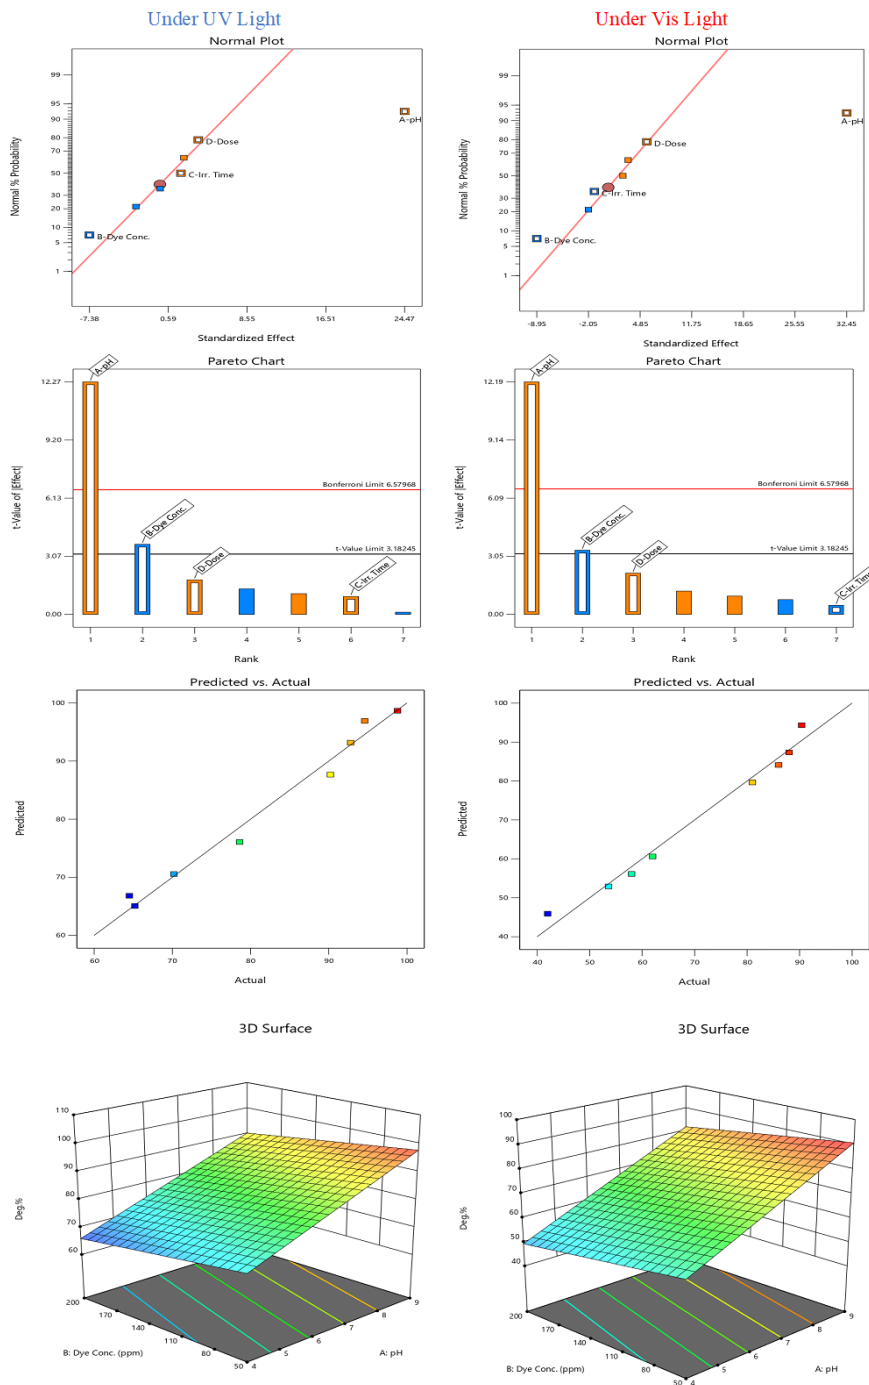 Under UV Light
Under Vis Light
Normal Plot
Normal % Probability
99
95
90
80
70
50
30
20
10
5
1
A-pH
D-Dose
C-Irr. Time
B-Dye Conc.
-7.38
0.59
8.55
16.51
24.47
Standardized Effect
Normal Plot
Normal % Probability
99
95
90
80
70
50
30
20
10
5
1
A-pH
D-Dose
C-Irr. Time
B-Dye Conc.
-8.95
-2.05
4.85
11.75
18.65
25.55
32.45
Standardized Effect
Pareto Chart
t-Value of |Effect|
12.27
9.20
6.13
3.07
0.00
A-pH
B-Dye Conc.
D-Dose
C-Irr. Time
Bonferroni Limit 6.57968
t-Value Limit 3.18245
1
2
3
4
5
6
7
Rank
Pareto Chart
t-Value of |Effect|
12.19
9.14
6.09
3.05
0.00
A-pH
B-Dye Conc.
D-Dose
C-Irr. Time
Bonferroni Limit 6.57968
t-Value Limit 3.18245
1
2
3
4
5
6
7
Rank
Predicted vs. Actual
Predicted
100
90
80
70
60
60
70
80
90
100
Actual
Predicted vs. Actual
Predicted
100
90
80
70
60
50
40
40
50
60
70
80
90
100
Actual
3D Surface
Deg.%
110
100
90
80
70
60
200
170
140
110
80
50
4
5
6
7
8
9
B: Dye Conc. (ppm)
A: pH
3D Surface
Deg.%
100
90
80
70
60
50
40
200
170
140
110
80
50
4
5
6
7
8
9
B: Dye Conc. (ppm)
A: pH